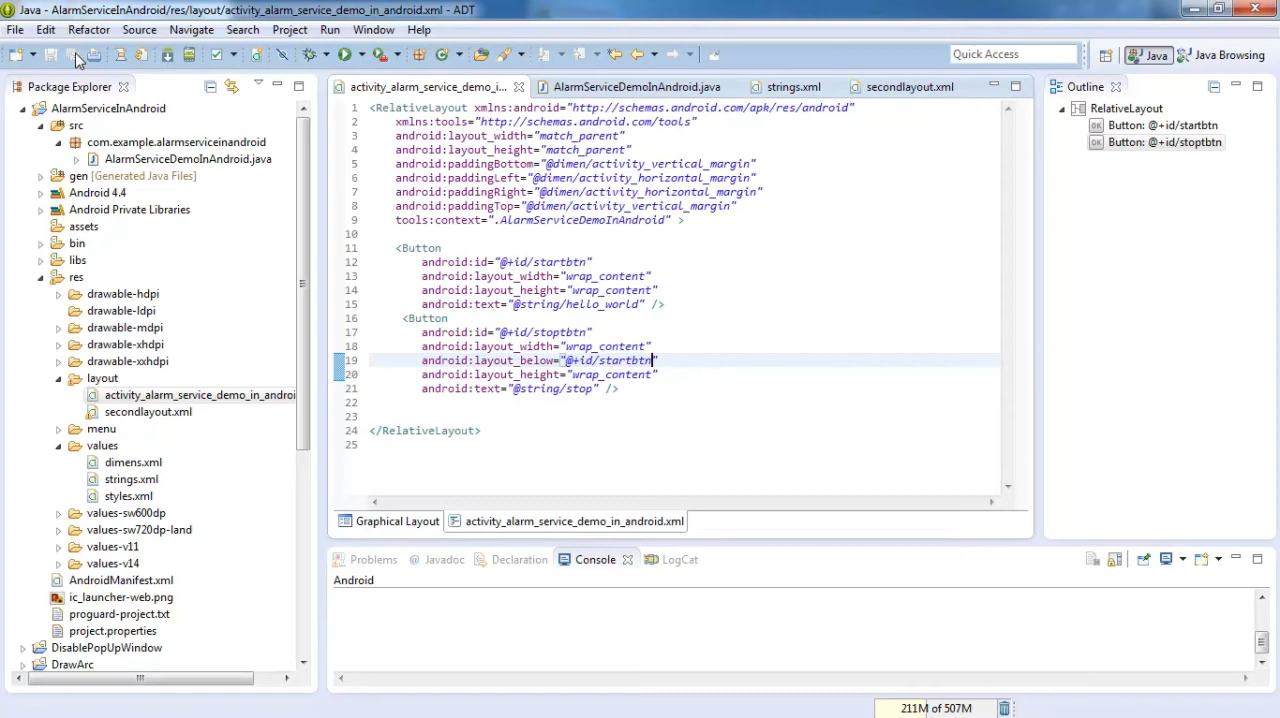 Java - AlarmServiceInAndroid/res/layout/activity_alarm_service_demo_in_android.xml - ADT
File Edit Refactor Source Navigate Search Project Run Window Help
Quick Access
Java
Java Browsing
Package Explorer
AlarmServiceInAndroid
src
com.example.alarmserviceinandroid
AlarmServiceDemoInAndroid.java
gen [Generated Java Files]
Android 4.4
Android Private Libraries
assets
bin
libs
res
drawable-hdpi
drawable-ldpi
drawable-mdpi
drawable-xhdpi
drawable-xxhdpi
layout
activity_alarm_service_demo_in_androi
secondlayout.xml
menu
values
dimens.xml
strings.xml
styles.xml
values-sw600dp
values-sw720dp-land
values-v11
values-v14
AndroidManifest.xml
ic_launcher-web.png
proguard-project.txt
project.properties
DisablePopUpWindow
DrawArc
activity_alarm_service_demo_i...
AlarmServiceDemoInAndroid.java
strings.xml
secondlayout.xml
1 <RelativeLayout xmlns:android="http://schemas.android.com/apk/res/android"
2 xmlns:tools="http://schemas.android.com/tools"
3 android:layout_width="match_parent"
4 android:layout_height="match_parent"
5 android:paddingBottom="@dimen/activity_vertical_margin"
6 android:paddingLeft="@dimen/activity_horizontal_margin"
7 android:paddingRight="@dimen/activity_horizontal_margin"
8 android:paddingTop="@dimen/activity_vertical_margin"
9 tools:context=".AlarmServiceDemoInAndroid" >
10
11 <Button
12 android:id="@+id/startbtn"
13 android:layout_width="wrap_content"
14 android:layout_height="wrap_content"
15 android:text="@string/hello_world" />
16 <Button
17 android:id="@+id/stoptbtn"
18 android:layout_width="wrap_content"
19 android:layout_below="@+id/startbtn"
20 android:layout_height="wrap_content"
21 android:text="@string/stop" />
22
23
24 </RelativeLayout>
25
Graphical Layout
activity_alarm_service_demo_in_android.xml
Outline
RelativeLayout
OK Button: @+id/startbtn
OK Button: @+id/stoptbtn
Problems
@ Javadoc
Declaration
Console
LogCat
Android
211M of 507M